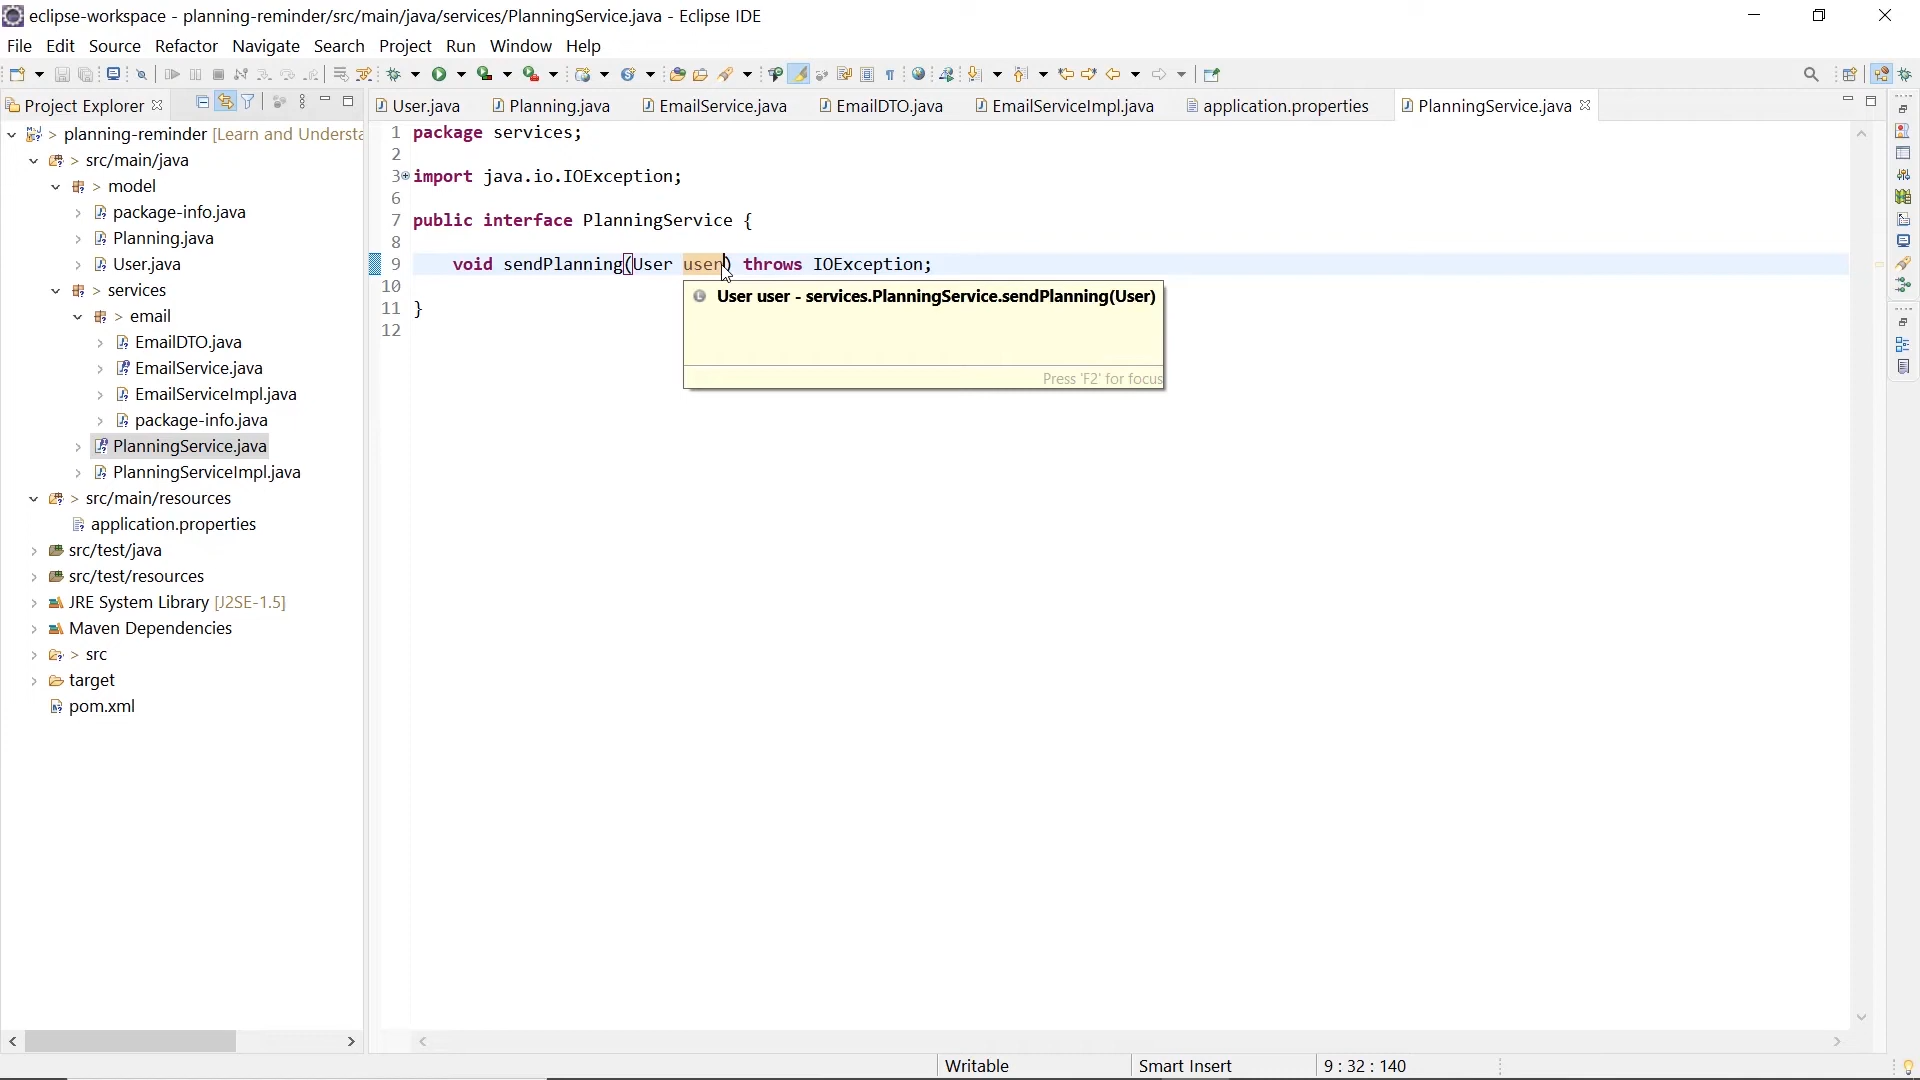 eclipse-workspace - planning-reminder/src/main/java/services/PlanningService.java - Eclipse IDE
File Edit Source Refactor Navigate Search Project Run Window Help
Project Explorer
User.java Planning.java EmailService.java EmailDTO.java EmailServiceImpl.java application.properties PlanningService.java
> planning-reminder [Learn and Understa
> src/main/java
> model
package-info.java
Planning.java
User.java
> services
> email
EmailDTO.java
EmailService.java
EmailServiceImpl.java
package-info.java
PlanningService.java
PlanningServiceImpl.java
> src/main/resources
application.properties
src/test/java
src/test/resources
JRE System Library [J2SE-1.5]
Maven Dependencies
> src
target
pom.xml
1 package services;
2
3 import java.io.IOException;
6
7 public interface PlanningService {
8
9 void sendPlanning(User user) throws IOException;
10
11 }
12
User user - services.PlanningService.sendPlanning(User)
Press 'F2' for focus
Writable Smart Insert 9 : 32 : 140